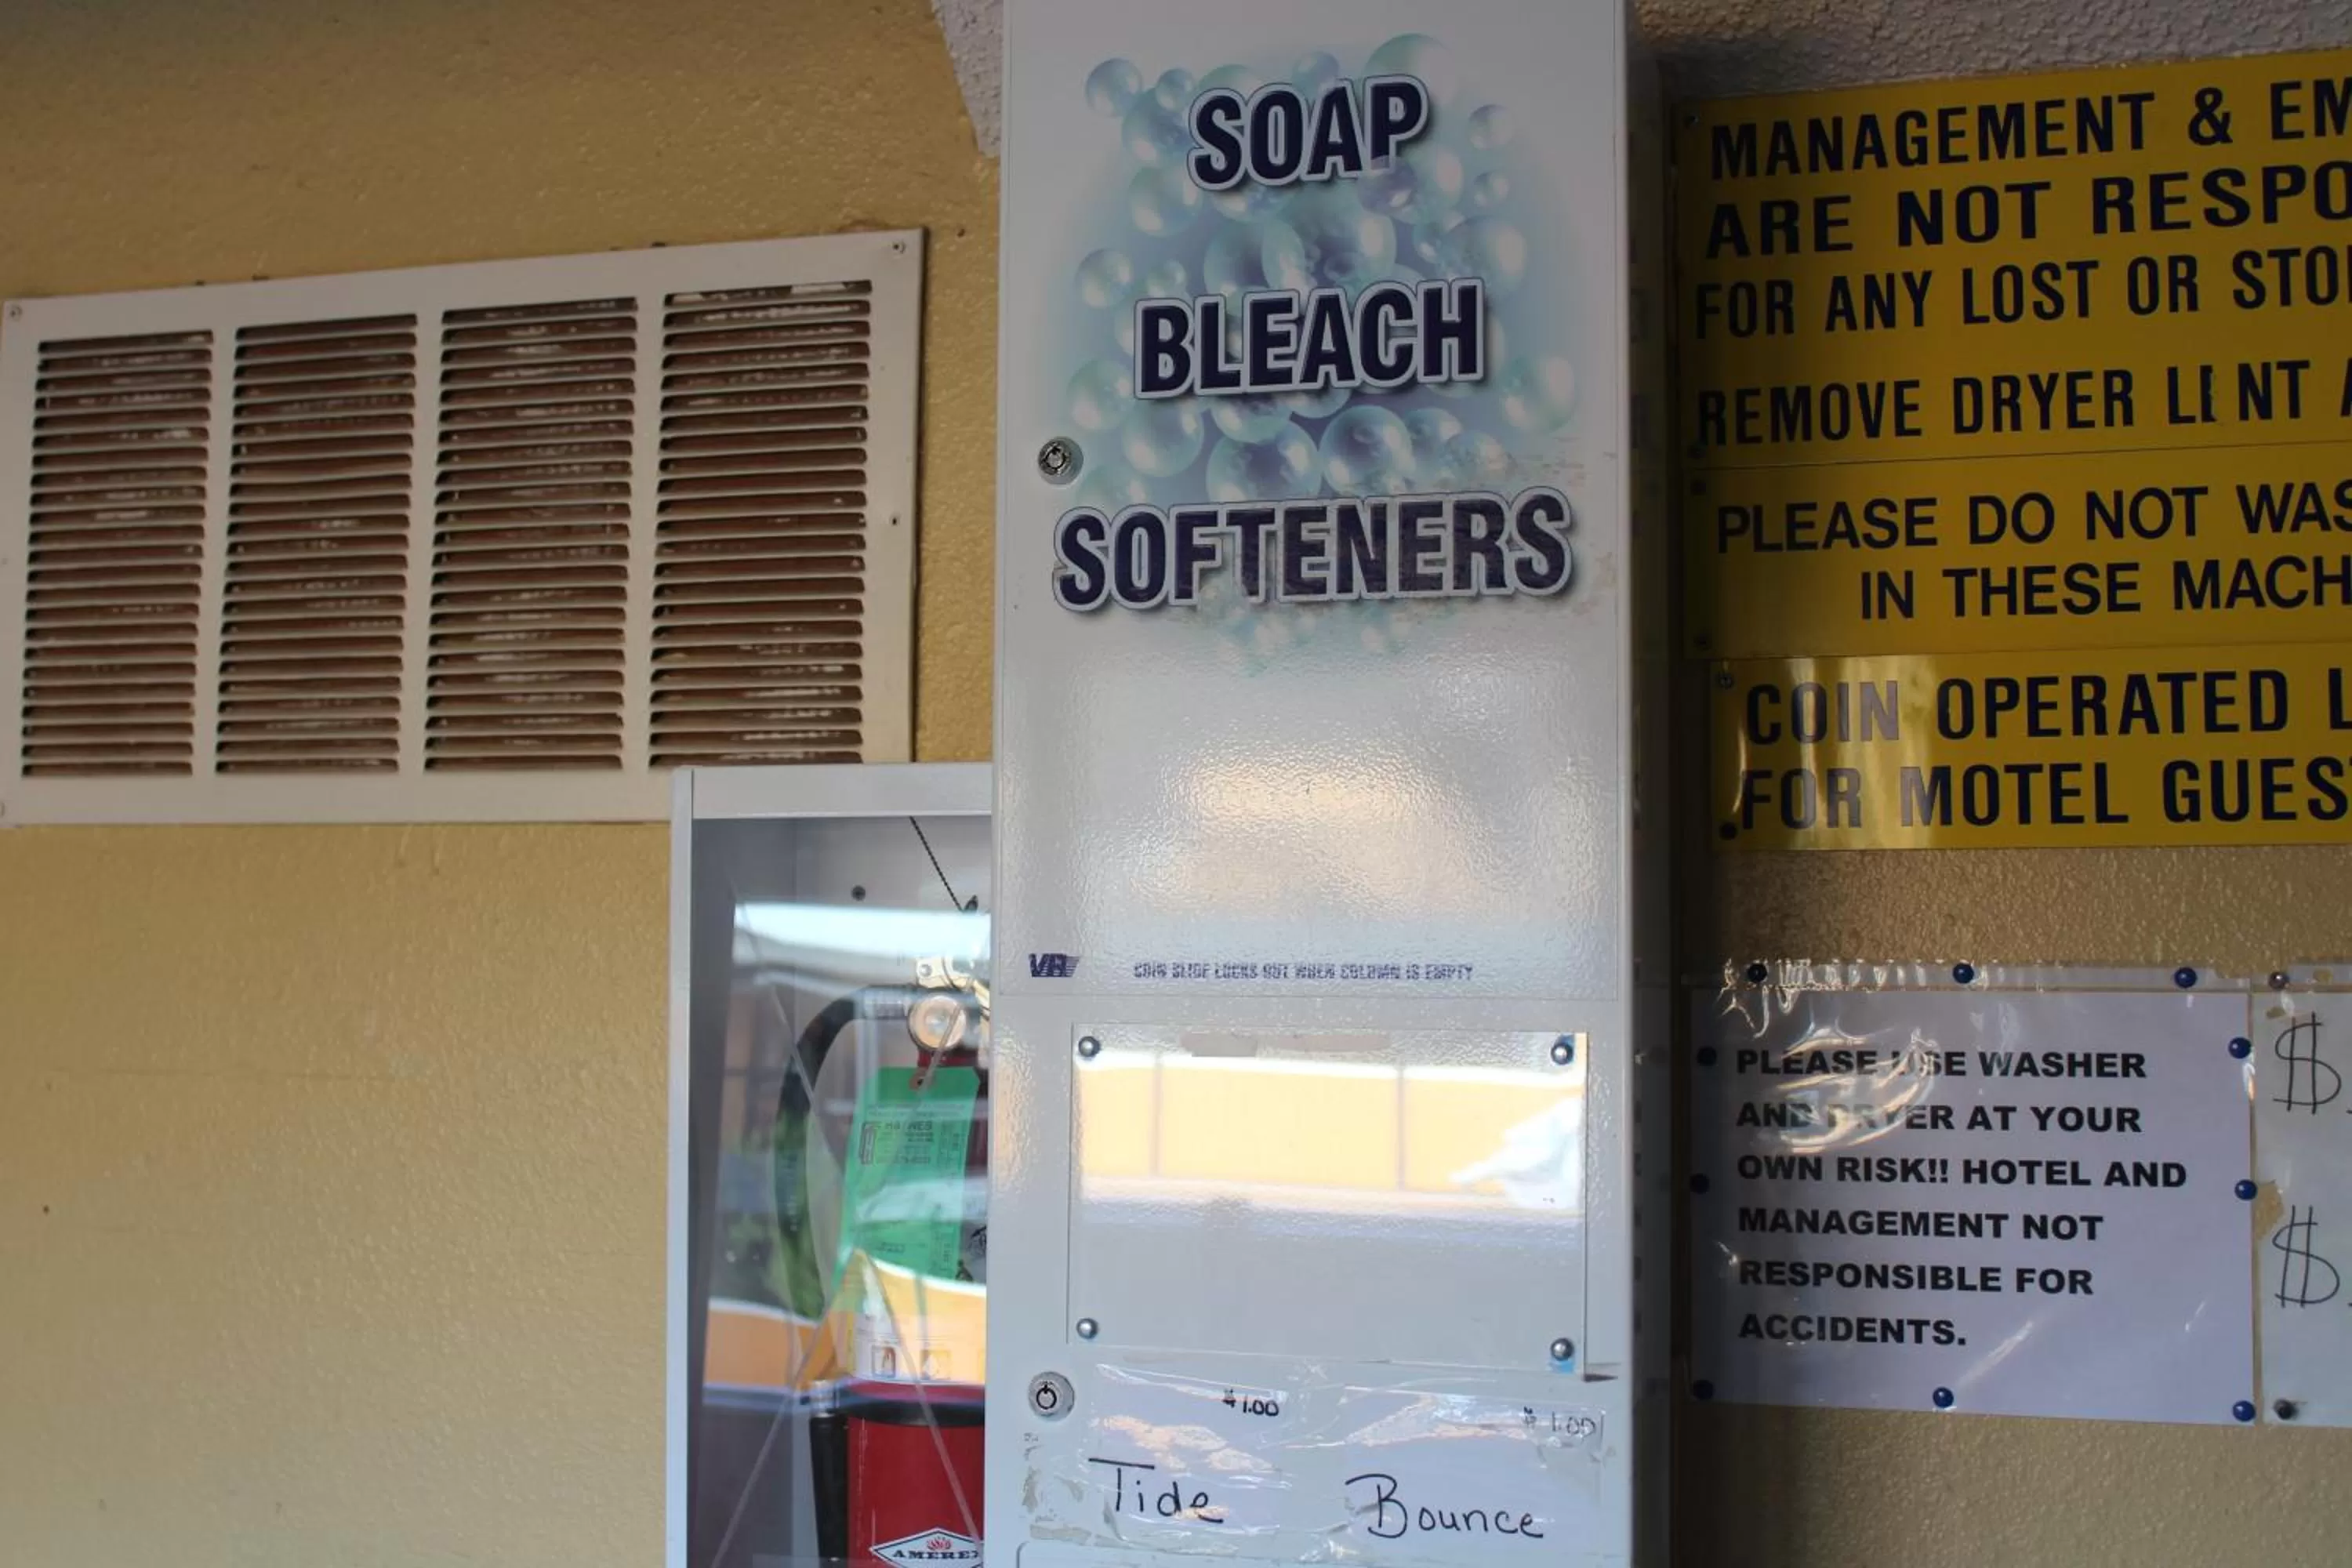 SOAP
BLEACH
SOFTENERS
COIN SLIDE LOCKS OUT WHEN COLUMN IS EMPTY
$1.00
$1.00
Tide
Bounce
AMEREX
MANAGEMENT & EM
ARE NOT RESPO
FOR ANY LOST OR STOL
REMOVE DRYER LINT A
PLEASE DO NOT WAS
IN THESE MACH
COIN OPERATED L
FOR MOTEL GUEST
PLEASE USE WASHER
AND DRYER AT YOUR
OWN RISK!! HOTEL AND
MANAGEMENT NOT
RESPONSIBLE FOR
ACCIDENTS.
$
$